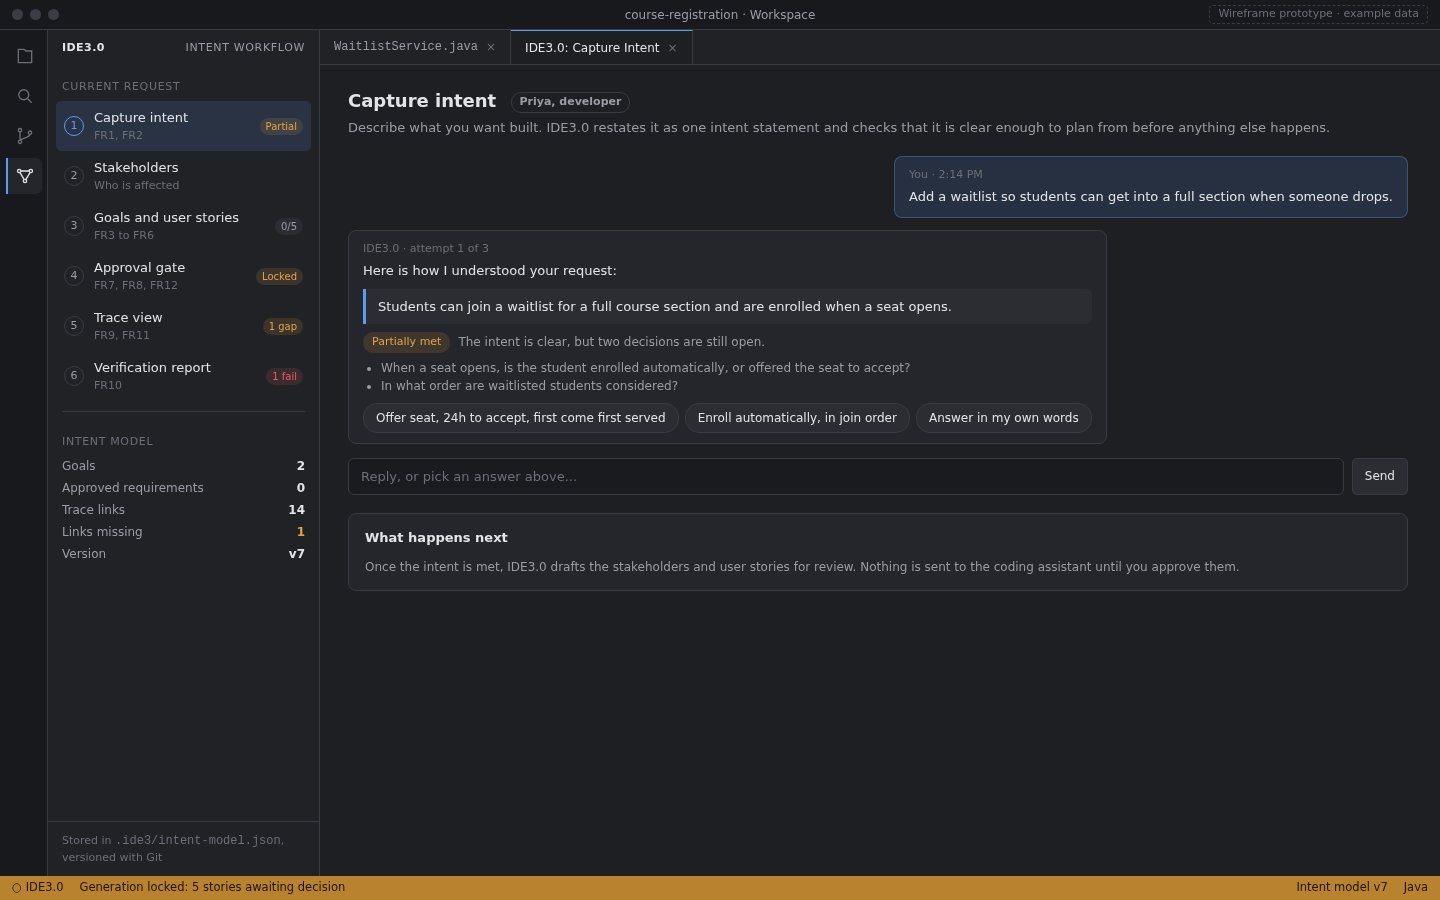 course-registration · Workspace
Wireframe prototype · example data
IDE3.0
INTENT WORKFLOW
WaitlistService.java ×
IDE3.0: Capture Intent ×
CURRENT REQUEST
1
Capture intent
FR1, FR2
Partial
2
Stakeholders
Who is affected
3
Goals and user stories
FR3 to FR6
0/5
4
Approval gate
FR7, FR8, FR12
Locked
5
Trace view
FR9, FR11
1 gap
6
Verification report
FR10
1 fail
INTENT MODEL
Goals 2
Approved requirements 0
Trace links 14
Links missing 1
Version v7
Stored in .ide3/intent-model.json,
versioned with Git
Capture intent
Priya, developer
Describe what you want built. IDE3.0 restates it as one intent statement and checks that it is clear enough to plan from before anything else happens.
You · 2:14 PM
Add a waitlist so students can get into a full section when someone drops.
IDE3.0 · attempt 1 of 3
Here is how I understood your request:
Students can join a waitlist for a full course section and are enrolled when a seat opens.
Partially met
The intent is clear, but two decisions are still open.
• When a seat opens, is the student enrolled automatically, or offered the seat to accept?
• In what order are waitlisted students considered?
Offer seat, 24h to accept, first come first served
Enroll automatically, in join order
Answer in my own words
Reply, or pick an answer above...
Send
What happens next
Once the intent is met, IDE3.0 drafts the stakeholders and user stories for review. Nothing is sent to the coding assistant until you approve them.
IDE3.0
Generation locked: 5 stories awaiting decision
Intent model v7
Java